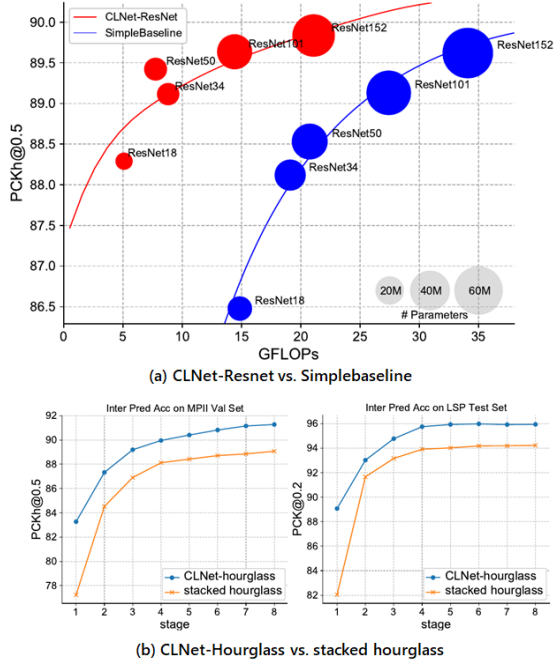 CLNet-ResNet
SimpleBaseline
ResNet152
ResNet101
ResNet50
ResNet34
ResNet18
ResNet152
ResNet101
ResNet50
ResNet34
ResNet18
PCKh@0.5
90.0
89.5
89.0
88.5
88.0
87.5
87.0
86.5
20M
40M
60M
# Parameters
0 5 10 15 20 25 30 35
GFLOPs
(a) CLNet-Resnet vs. Simplebaseline
Inter Pred Acc on MPII Val Set
PCKh@0.5
92
90
88
86
84
82
80
78
CLNet-hourglass
stacked hourglass
1 2 3 4 5 6 7 8
stage
Inter Pred Acc on LSP Test Set
PCK@0.2
96
94
92
90
88
86
84
82
CLNet-hourglass
stacked hourglass
1 2 3 4 5 6 7 8
stage
(b) CLNet-Hourglass vs. stacked hourglass